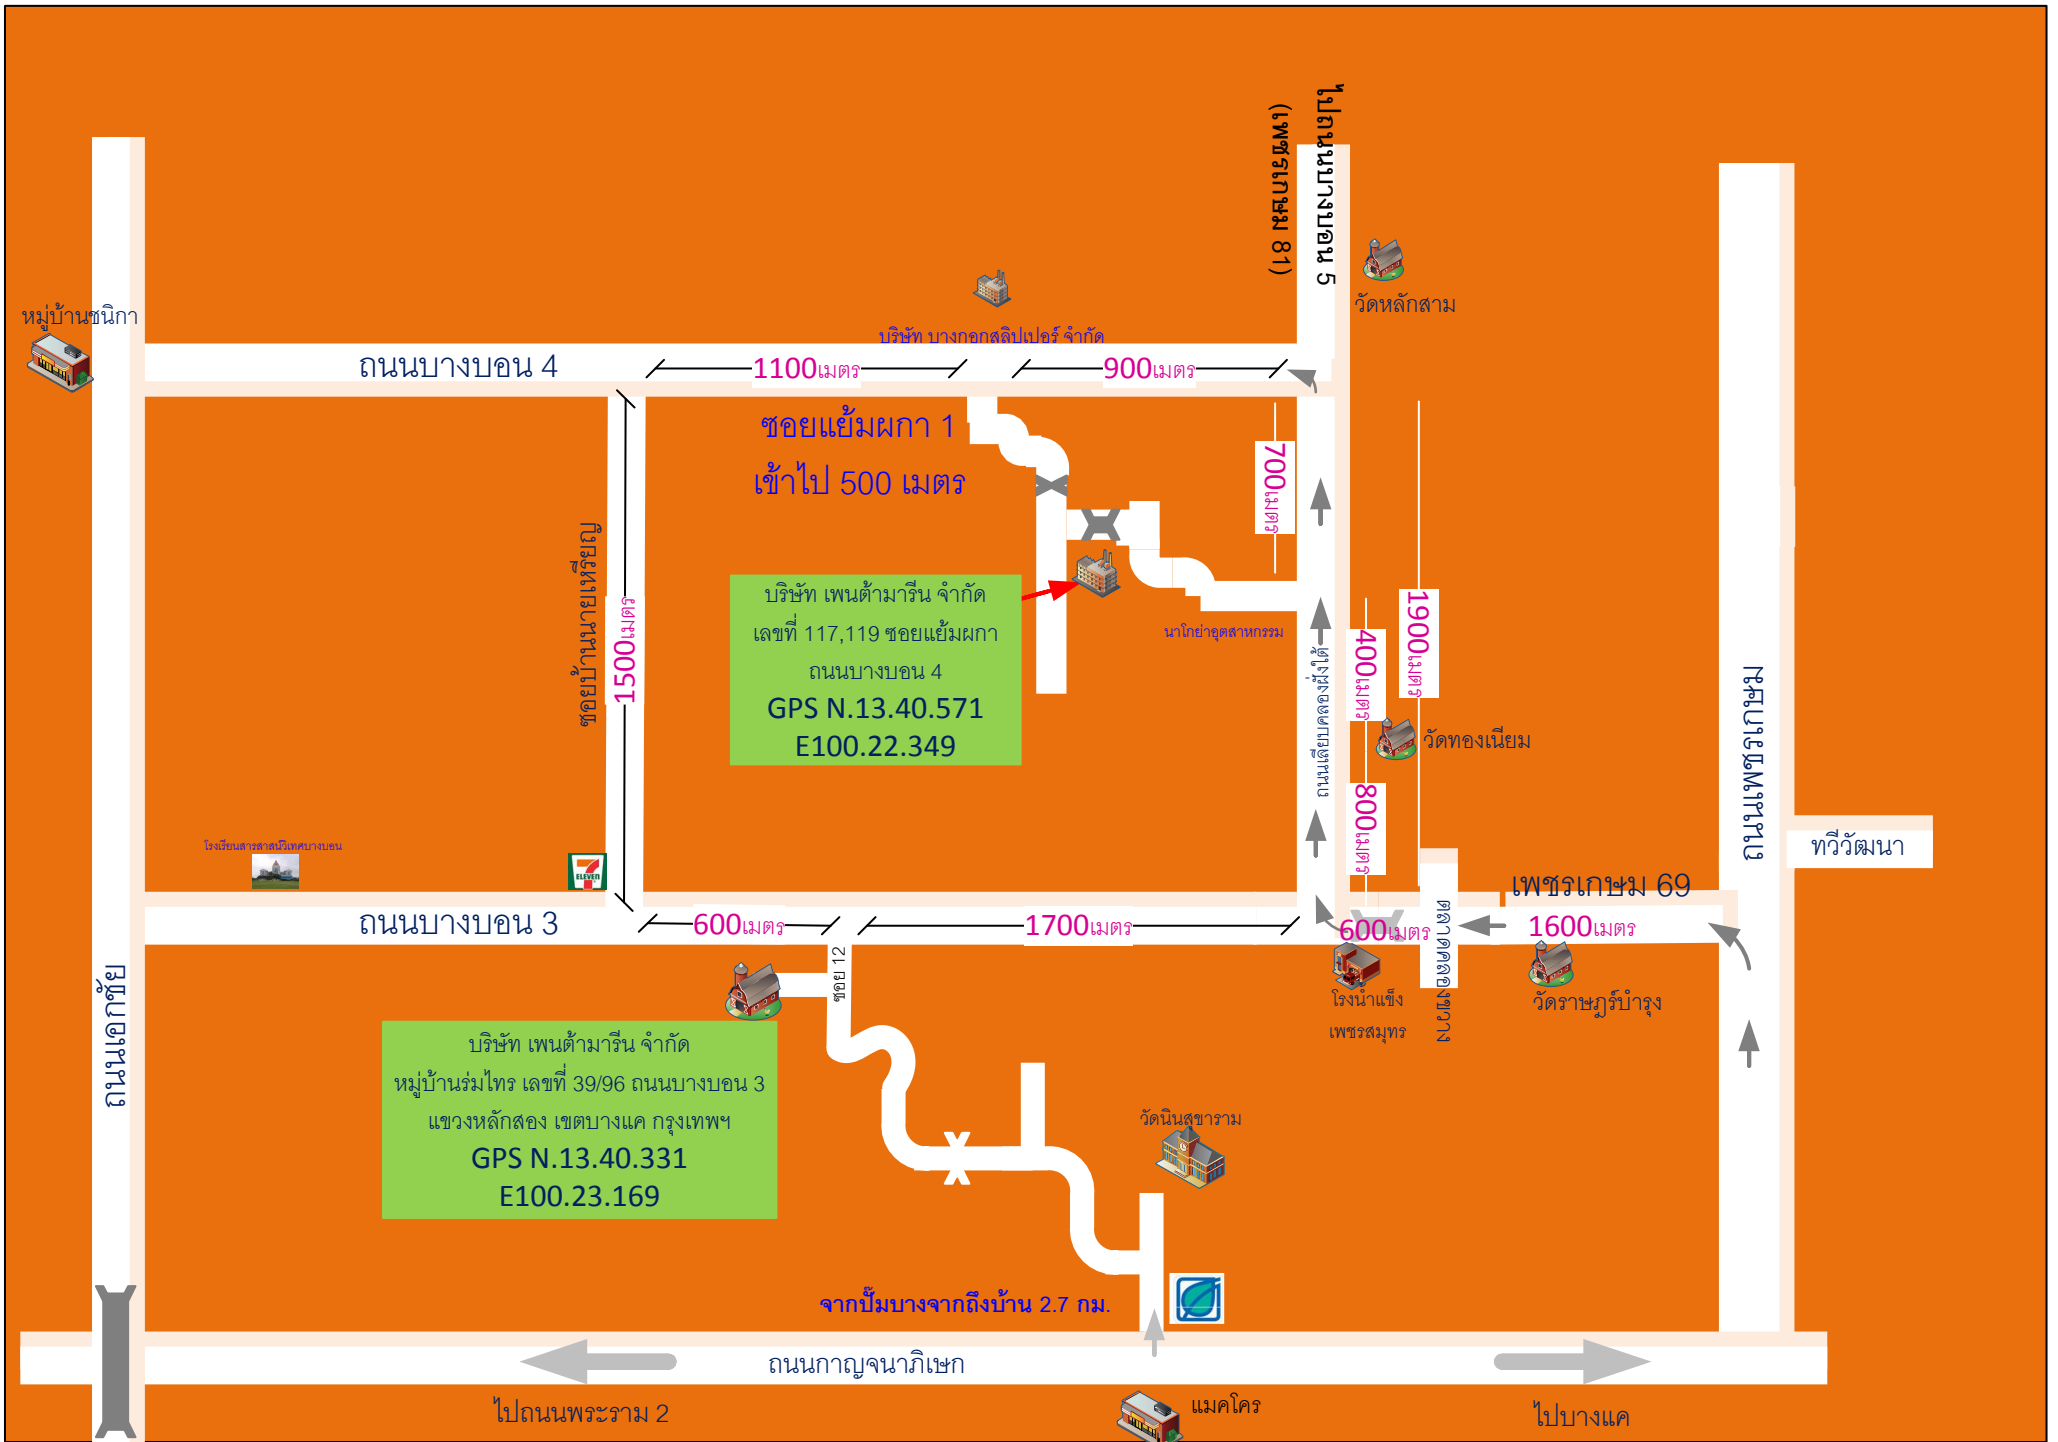 ไปถนนบางบอน 5
(เพชรเกษม 81)
วัดหลักสาม
หมู่บ้านชนิกา
บริษัท บางกอกสลิปเปอร์ จำกัด
ถนนบางบอน 4
1100เมตร
900เมตร
ซอยแย้มผกา 1
เข้าไป 500 เมตร
700เมตร
ซอยบ้านนายเหรียญ
1500เมตร
บริษัท เพนต้ามารีน จำกัด
เลขที่ 117,119 ซอยแย้มผกา
ถนนบางบอน 4
GPS N.13.40.571
E100.22.349
นาโกย่าอุตสาหกรรม
ถนนเลียบคลองฝั่งใต้
400เมตร
1900เมตร
วัดทองเนียม
800เมตร
ถนนเพชรเกษม
ทวีวัฒนา
โรงเรียนสารสาสน์วิเทศบางบอน
7
ELEVEN
เพชรเกษม 69
ถนนบางบอน 3
600เมตร
1700เมตร
600เมตร
1600เมตร
ตลาดคลองขวาง
ซอย 12
โรงน้ำแข็ง
เพชรสมุทร
วัดราษฎร์บำรุง
ถนนเอกชัย
บริษัท เพนต้ามารีน จำกัด
หมู่บ้านร่มไทร เลขที่ 39/96 ถนนบางบอน 3
แขวงหลักสอง เขตบางแค กรุงเทพฯ
GPS N.13.40.331
E100.23.169
วัดนินสุขาราม
จากปั๊มบางจากถึงบ้าน 2.7 กม.
ถนนกาญจนาภิเษก
ไปถนนพระราม 2
แมคโคร
ไปบางแค